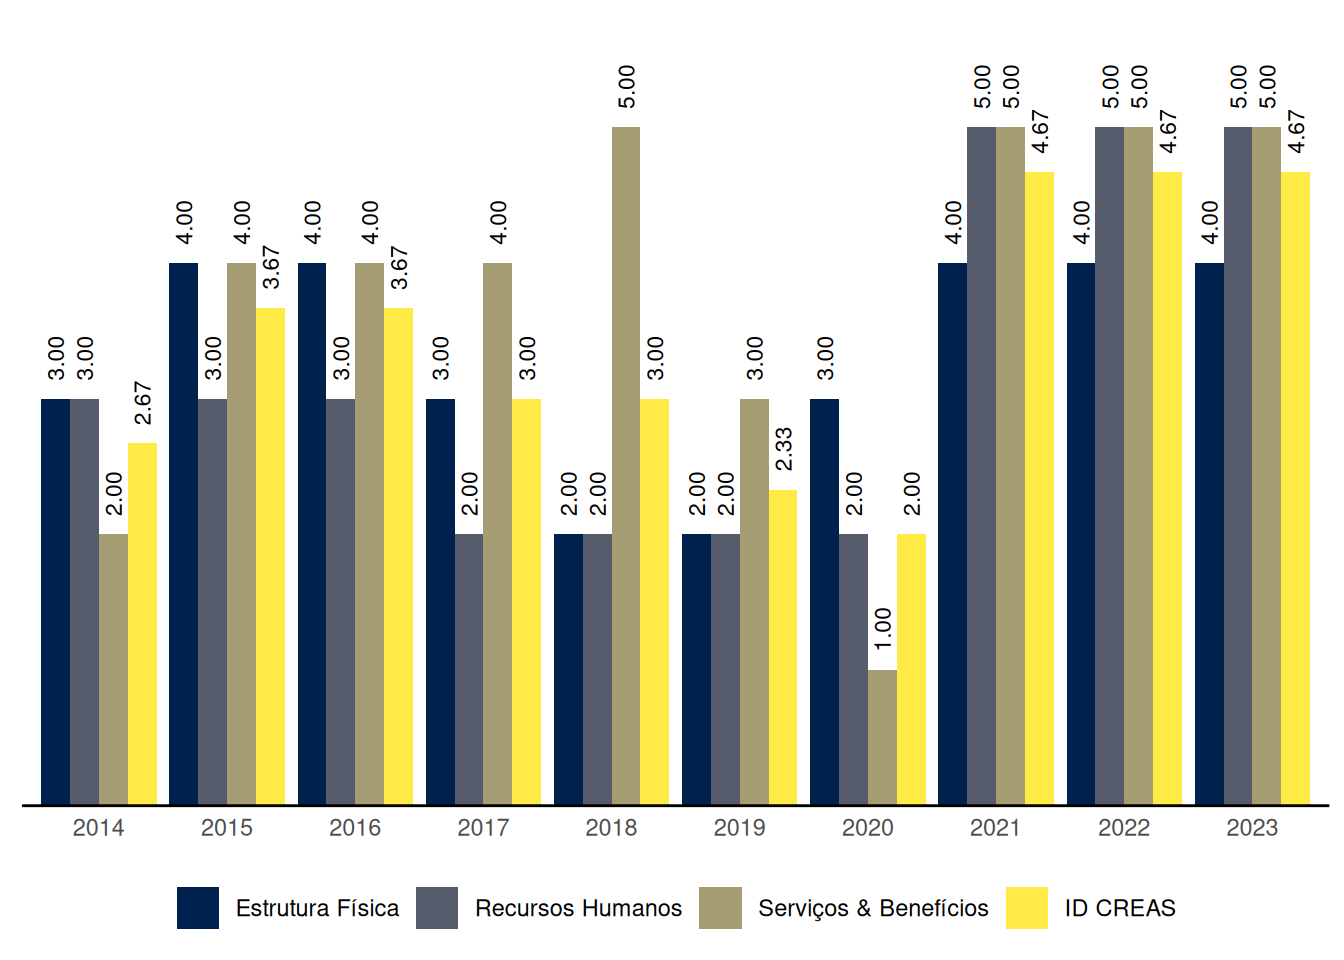 5.00
5.00 5.00 5.00 5.00 5.00 5.00
4.67 4.67 4.67
4.00 4.00 4.00 4.00 4.00 4.00 4.00 4.00
3.67 3.67
3.00 3.00 3.00 3.00 3.00 3.00 3.00 3.00 3.00
2.67
2.33
2.00 2.00 2.00 2.00 2.00 2.00 2.00 2.00
1.00
2014 2015 2016 2017 2018 2019 2020 2021 2022 2023
Estrutura Física Recursos Humanos Serviços & Benefícios ID CREAS